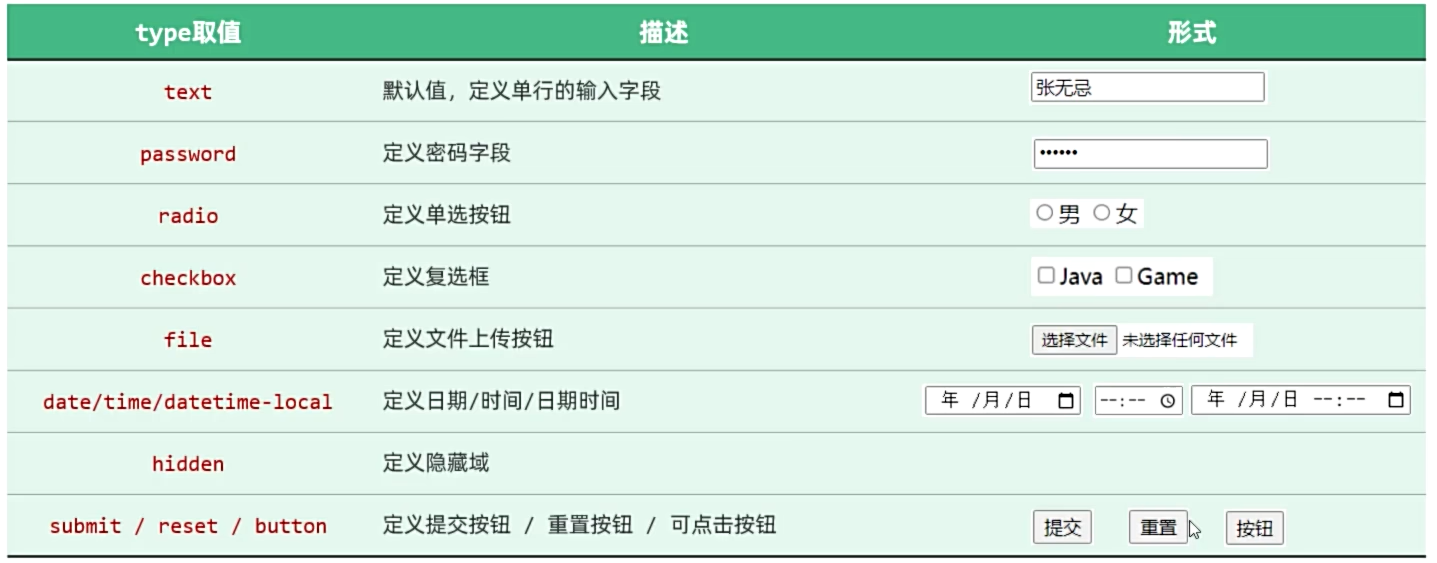 type取值 描述 形式
text 默认值，定义单行的输入字段 张无忌
password 定义密码字段 ••••••
radio 定义单选按钮 男 女
checkbox 定义复选框 Java Game
file 定义文件上传按钮 选择文件 未选择任何文件
date/time/datetime-local 定义日期/时间/日期时间 年 /月/日 --:-- 年 /月/日 --:--
hidden 定义隐藏域
submit / reset / button 定义提交按钮 / 重置按钮 / 可点击按钮 提交 重置 按钮